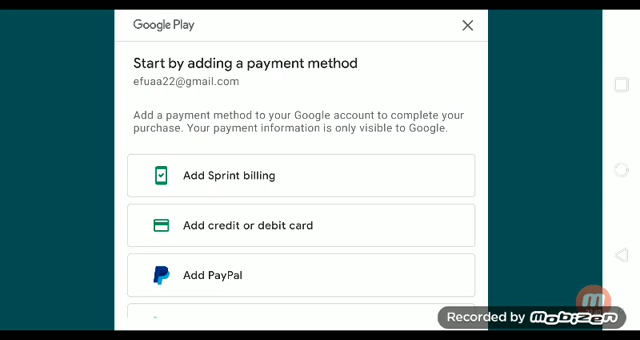 Google Play
Start by adding a payment method
efuaa22@gmail.com
Add a payment method to your Google account to complete your
purchase. Your payment information is only visible to Google.
Add Sprint billing
Add credit or debit card
Add PayPal
Recorded by Mobizen